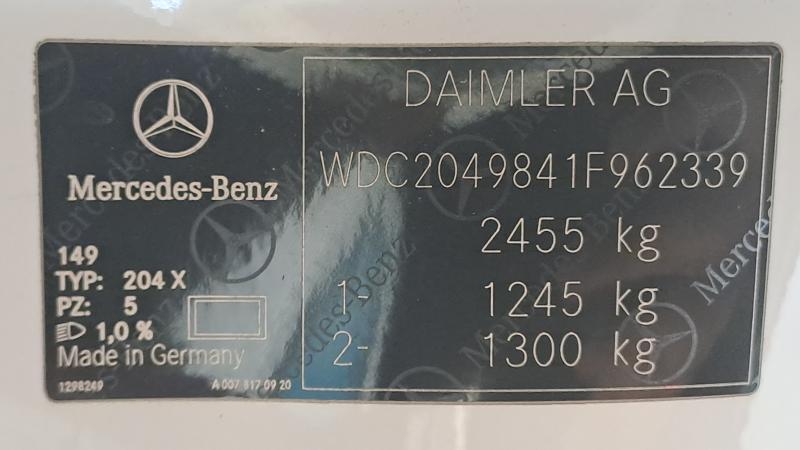 Mercedes-Benz
149
TYP: 204 X
PZ: 5
1,0 %
Made in Germany
1298249
A 007 817 09 20
DAIMLER AG
WDC2049841F962339
2455 kg
1- 1245 kg
2- 1300 kg